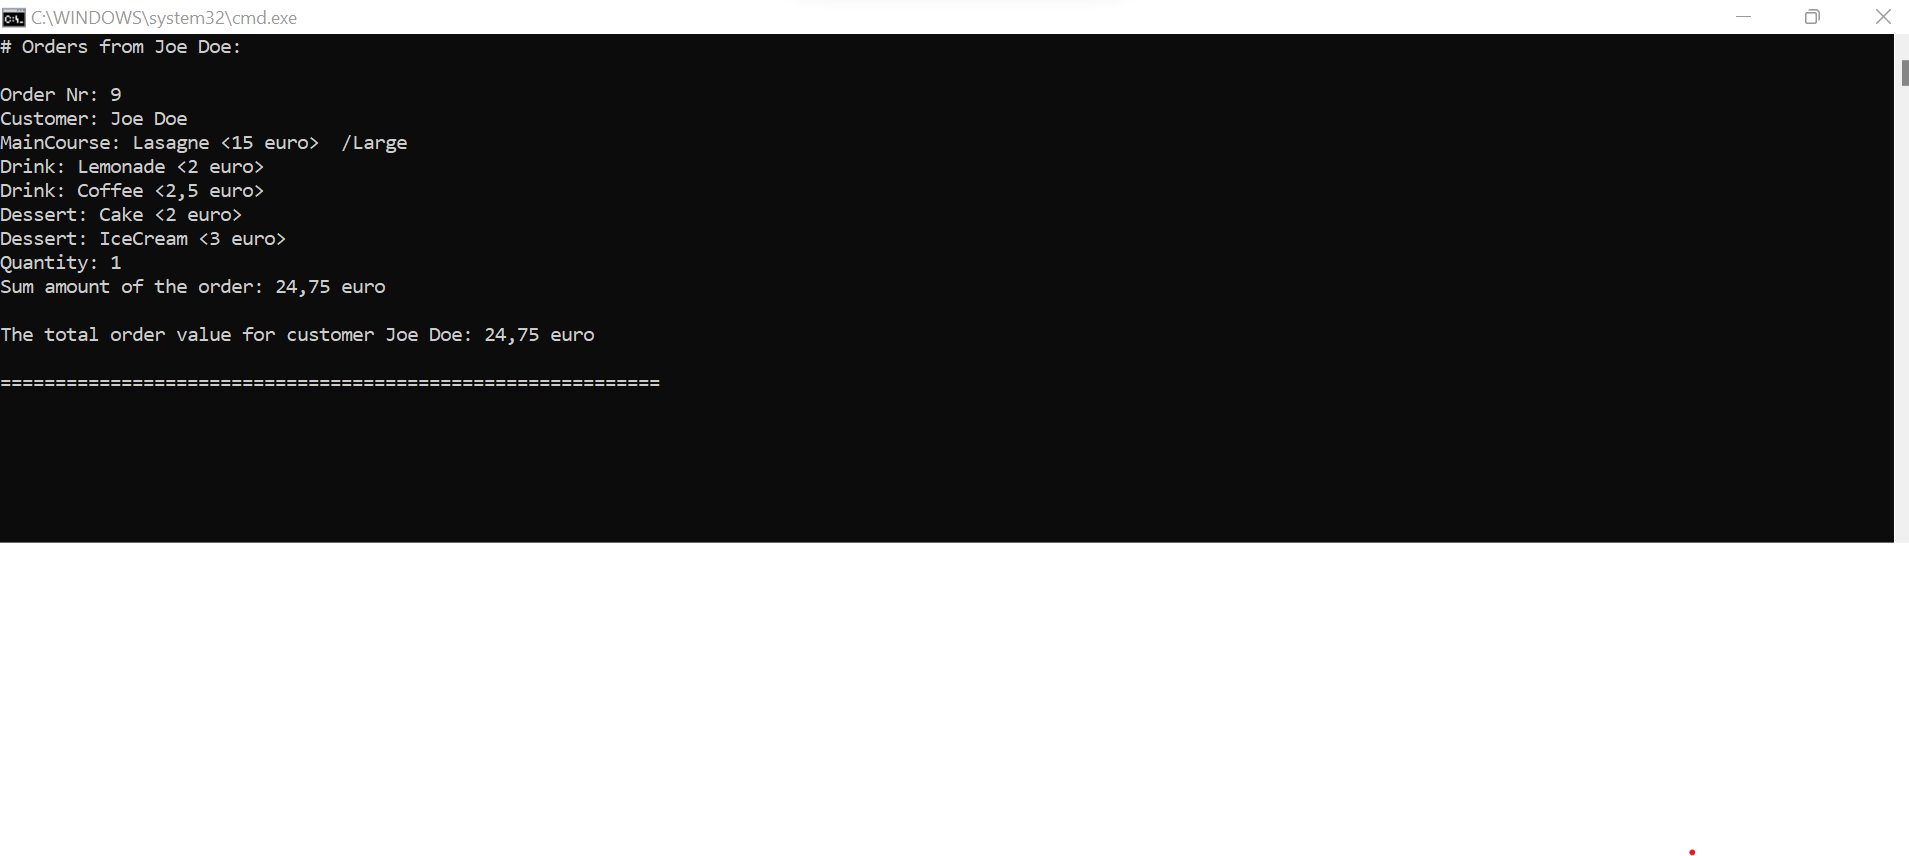 C:\WINDOWS\system32\cmd.exe
# Orders from Joe Doe:
Order Nr: 9
Customer: Joe Doe
MainCourse: Lasagne <15 euro>  /Large
Drink: Lemonade <2 euro>
Drink: Coffee <2,5 euro>
Dessert: Cake <2 euro>
Dessert: IceCream <3 euro>
Quantity: 1
Sum amount of the order: 24,75 euro
The total order value for customer Joe Doe: 24,75 euro
============================================================